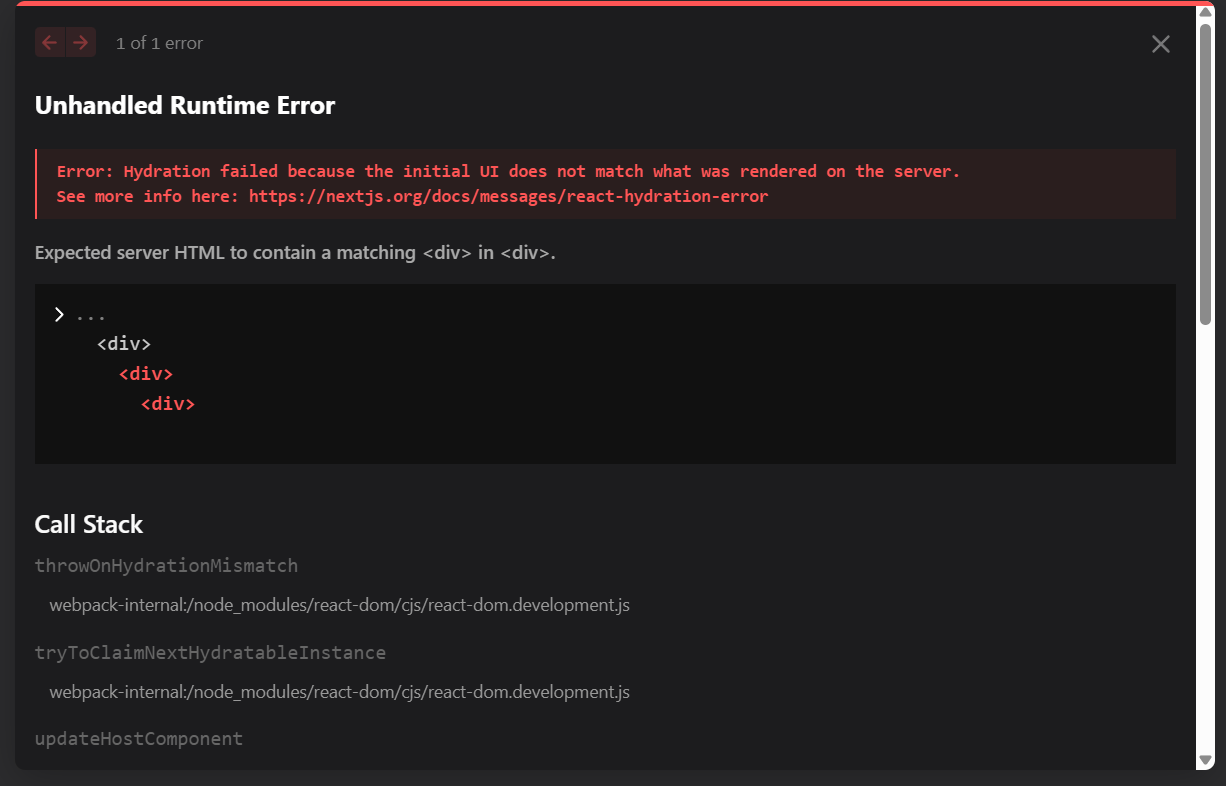 1 of 1 error
Unhandled Runtime Error
Error: Hydration failed because the initial UI does not match what was rendered on the server.
See more info here: https://nextjs.org/docs/messages/react-hydration-error
Expected server HTML to contain a matching <div> in <div>.
...
<div>
<div>
<div>
Call Stack
throwOnHydrationMismatch
webpack-internal:/node_modules/react-dom/cjs/react-dom.development.js
tryToClaimNextHydratableInstance
webpack-internal:/node_modules/react-dom/cjs/react-dom.development.js
updateHostComponent